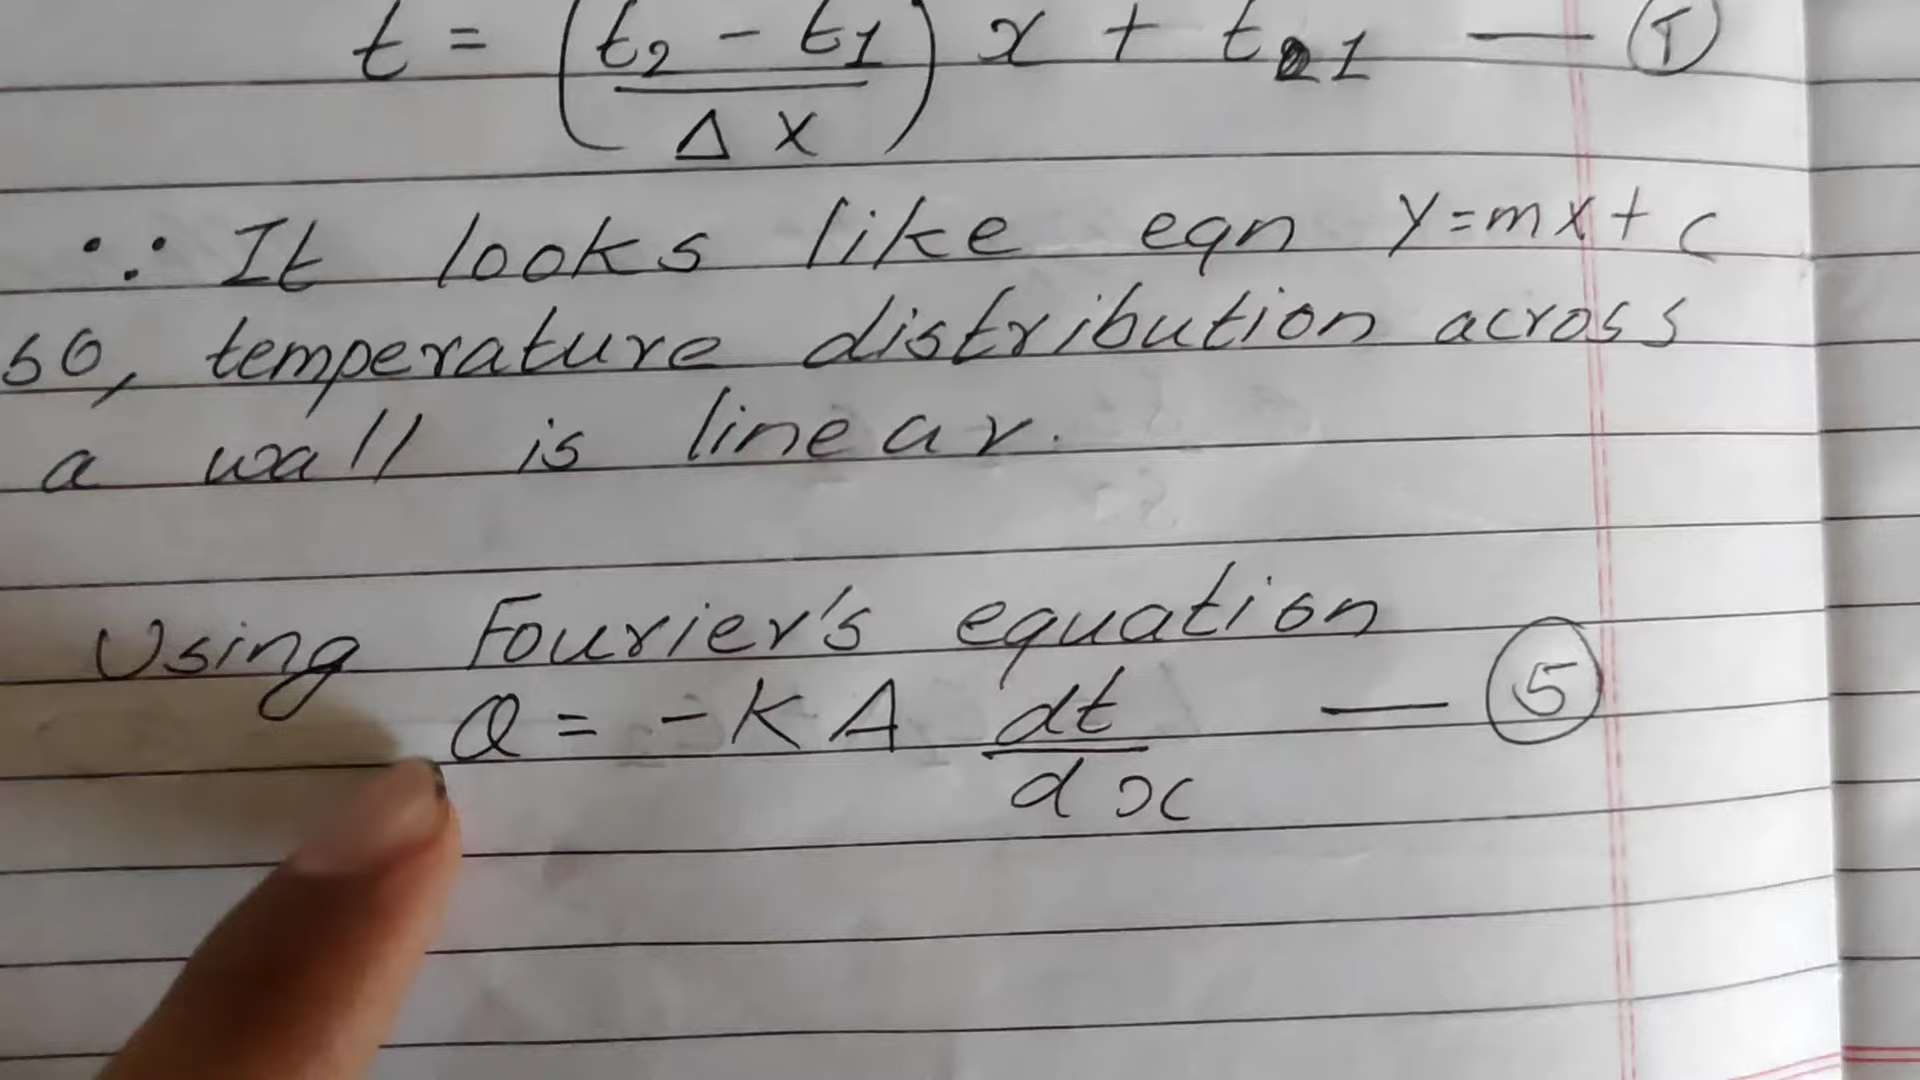 t = (t2 - t1 / Δx) x + t1 — (1)
∵ It looks like eqn y=mx+c
so, temperature distribution across
a wall is linear.
Using Fourier's equation
Q = -KA dt/dx — (5)